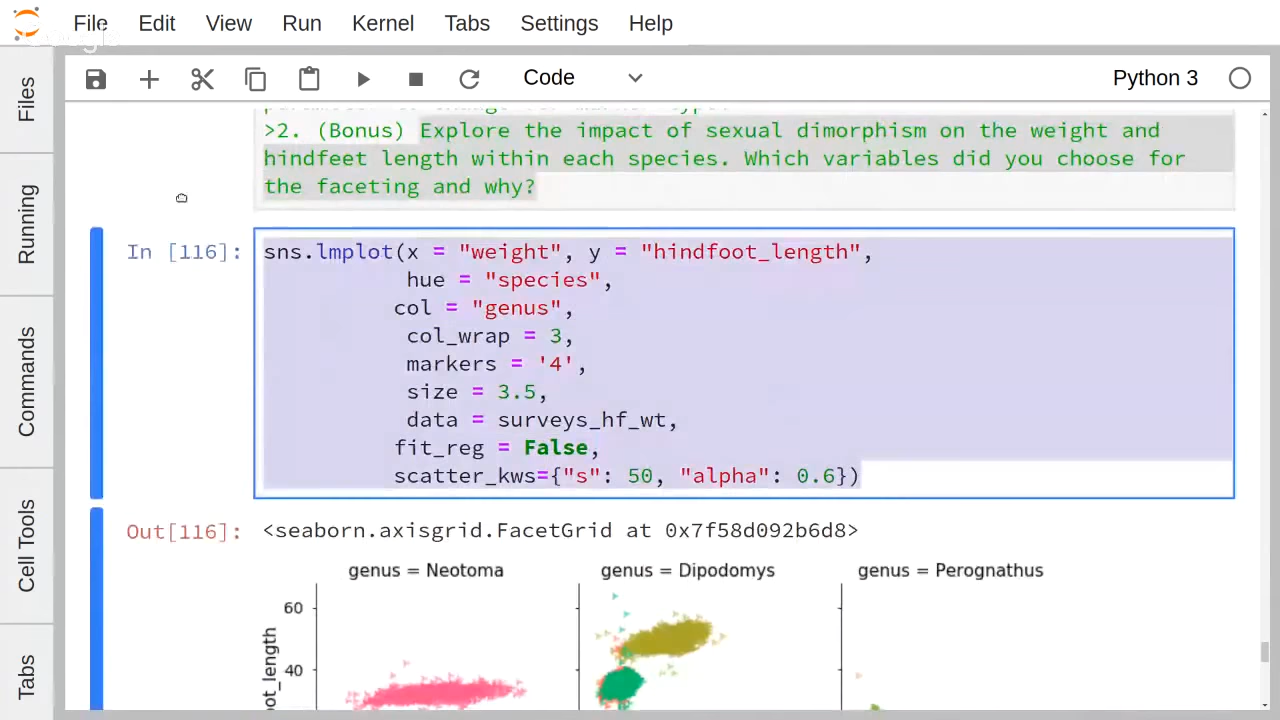 File Edit View Run Kernel Tabs Settings Help
Code Python 3
Files
Running
Commands
Cell Tools
Tabs
>2. (Bonus) Explore the impact of sexual dimorphism on the weight and
hindfeet length within each species. Which variables did you choose for
the faceting and why?
In [116]: sns.lmplot(x = "weight", y = "hindfoot_length",
hue = "species",
col = "genus",
col_wrap = 3,
markers = '4',
size = 3.5,
data = surveys_hf_wt,
fit_reg = False,
scatter_kws={"s": 50, "alpha": 0.6})
Out[116]: <seaborn.axisgrid.FacetGrid at 0x7f58d092b6d8>
genus = Neotoma genus = Dipodomys genus = Perognathus
60
40
oot_length